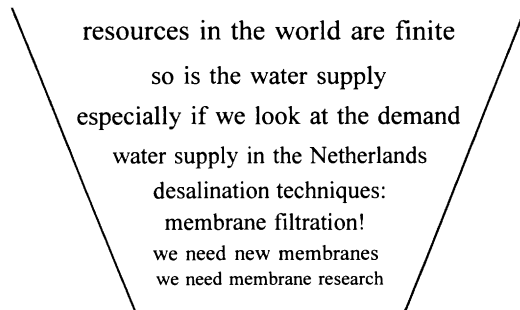 resources in the world are finite
so is the water supply
especially if we look at the demand
water supply in the Netherlands
desalination techniques:
membrane filtration!
we need new membranes
we need membrane research